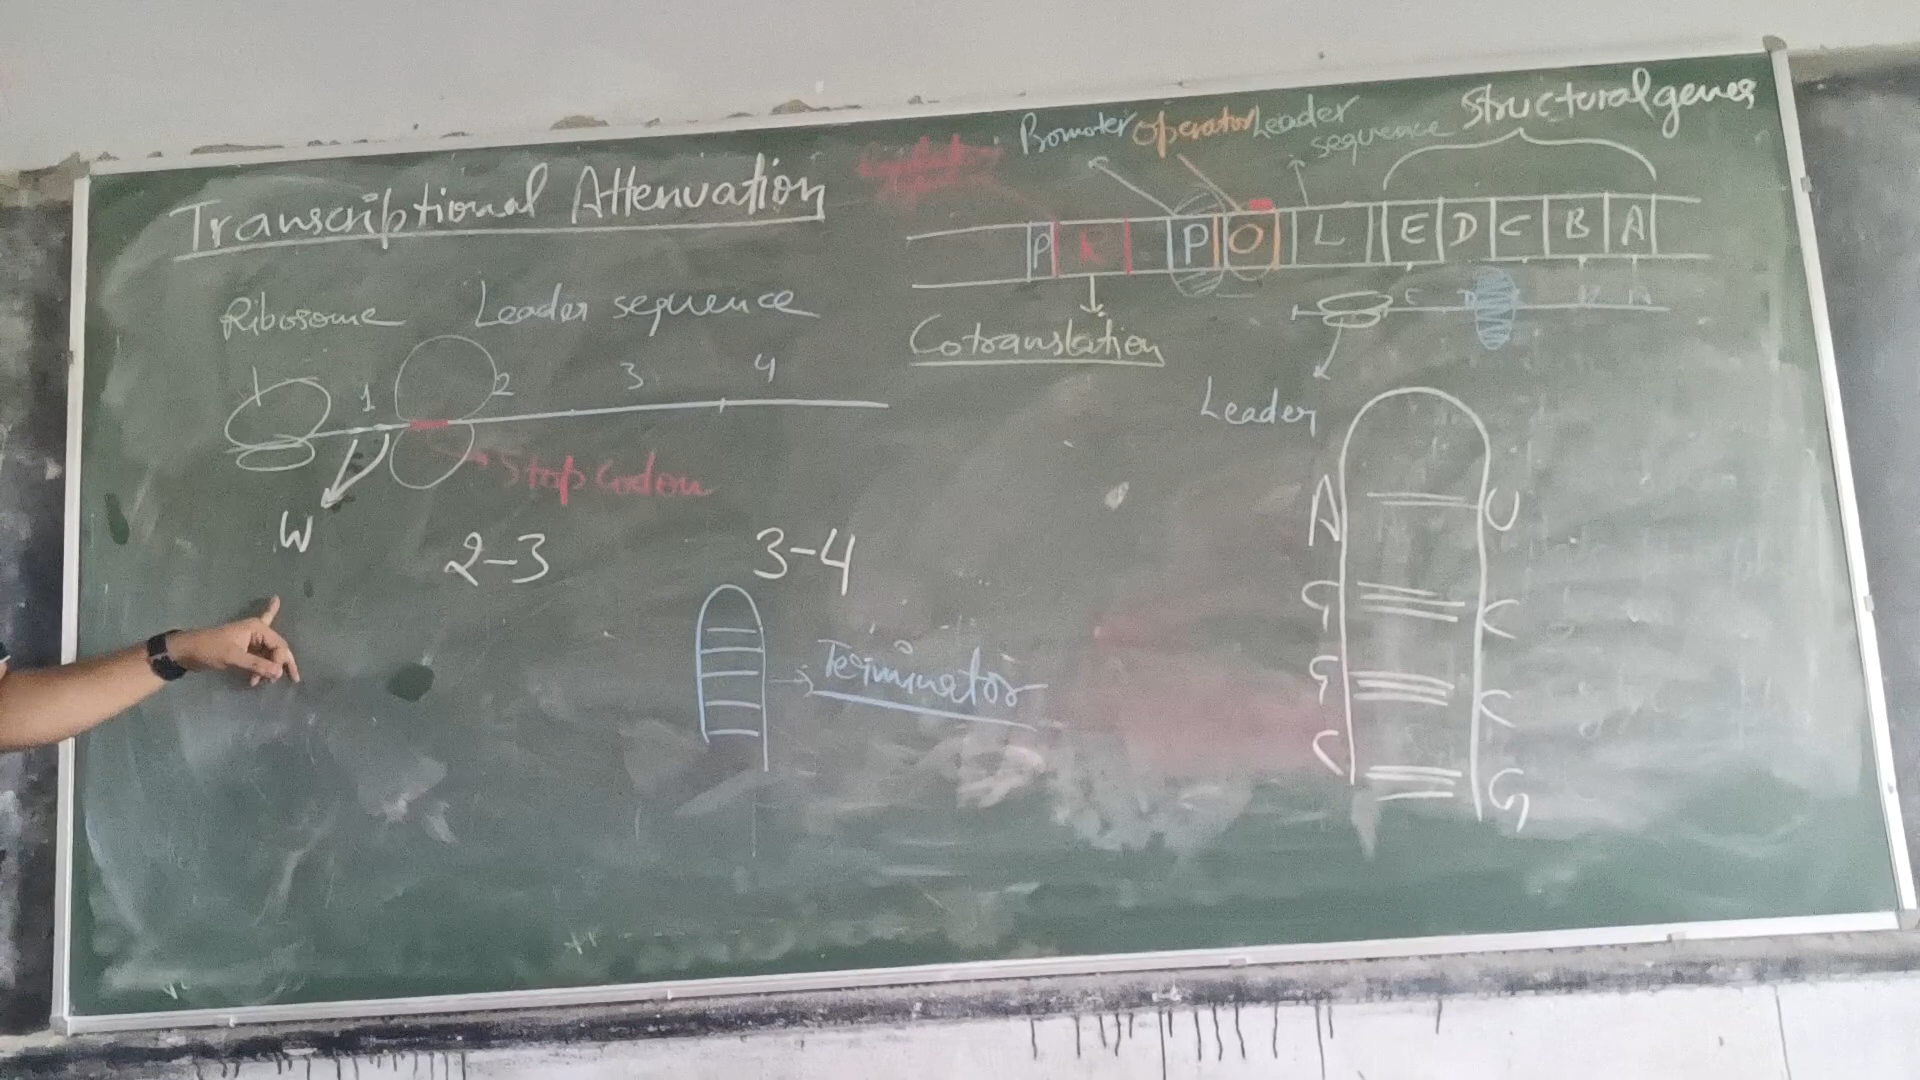 Transcriptional Attenuation
Ribosome Leader sequence
1 2 3 4
Stop Codon
W
2-3 3-4
Terminator
Bomoter Operator Leader
sequence
Structural genes
P R P O L E D C B A
E D B A
Cotranslation
Leader
A U
G C
G C
C G